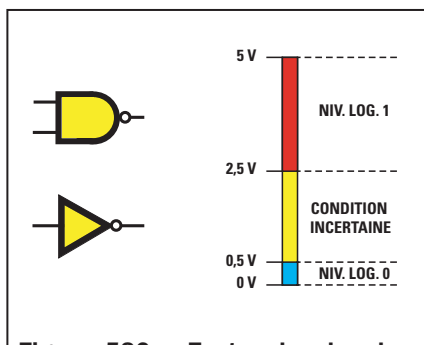 5 V
NIV. LOG. 1
2,5 V
CONDITION
INCERTAINE
0,5 V
NIV. LOG. 0
0 V